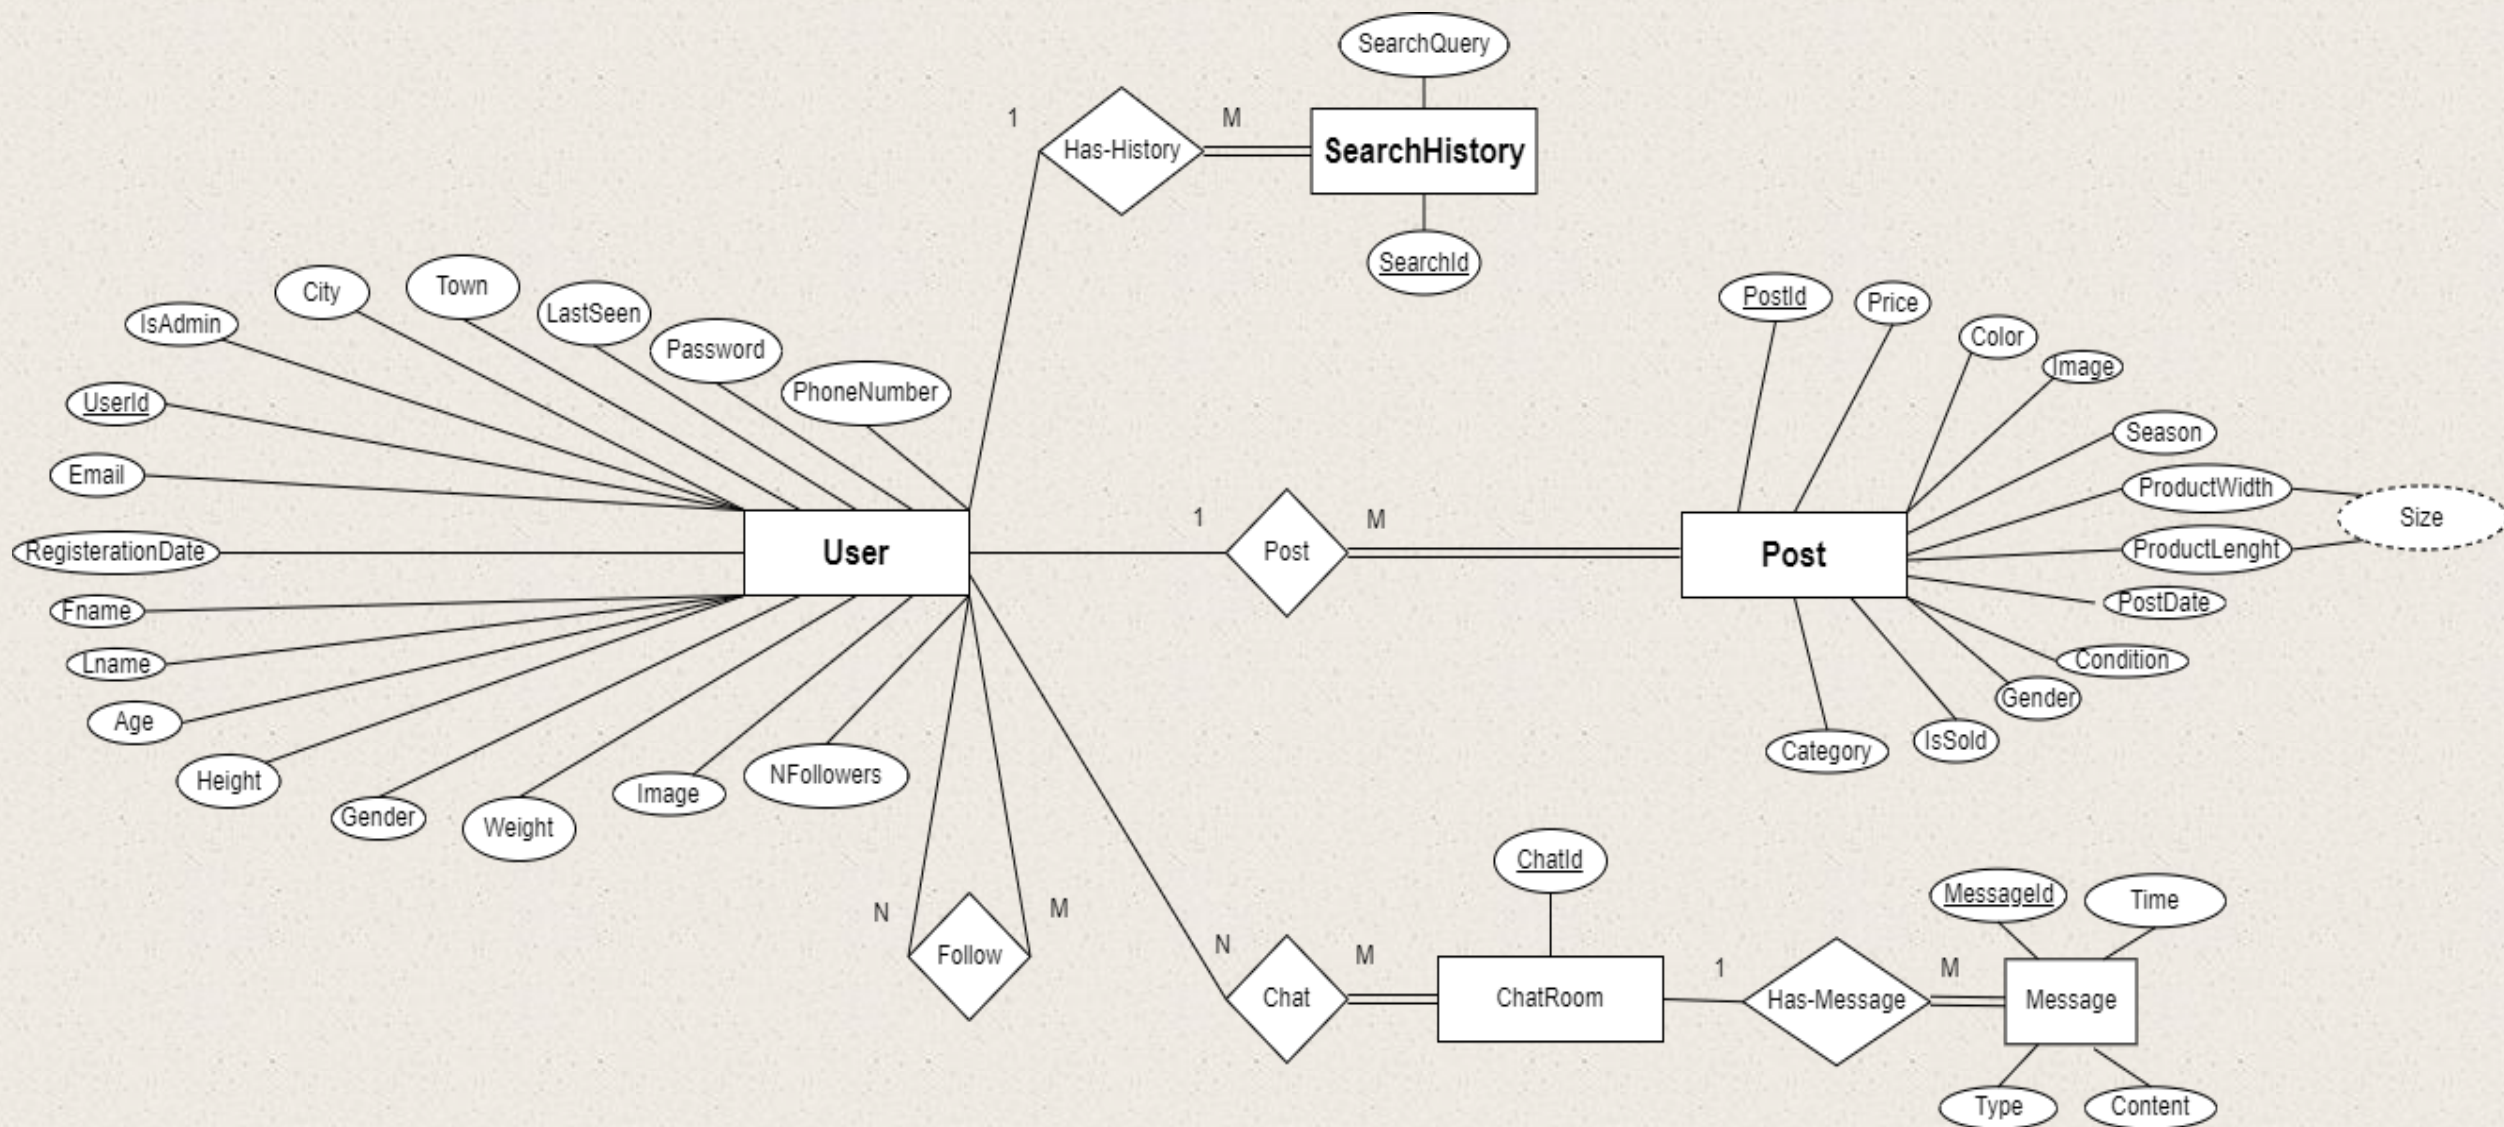 SearchQuery
1
M
Has-History
SearchHistory
SearchId
City
Town
IsAdmin
LastSeen
Password
PhoneNumber
UserId
Email
RegisterationDate
User
Fname
Lname
Age
Height
Gender
Weight
Image
NFollowers
1
M
Post
Post
PostId
Price
Color
Image
Season
ProductWidth
Size
ProductLenght
PostDate
Condition
Gender
IsSold
Category
N
M
Follow
N
M
Chat
ChatId
ChatRoom
1
M
Has-Message
MessageId
Time
Message
Type
Content